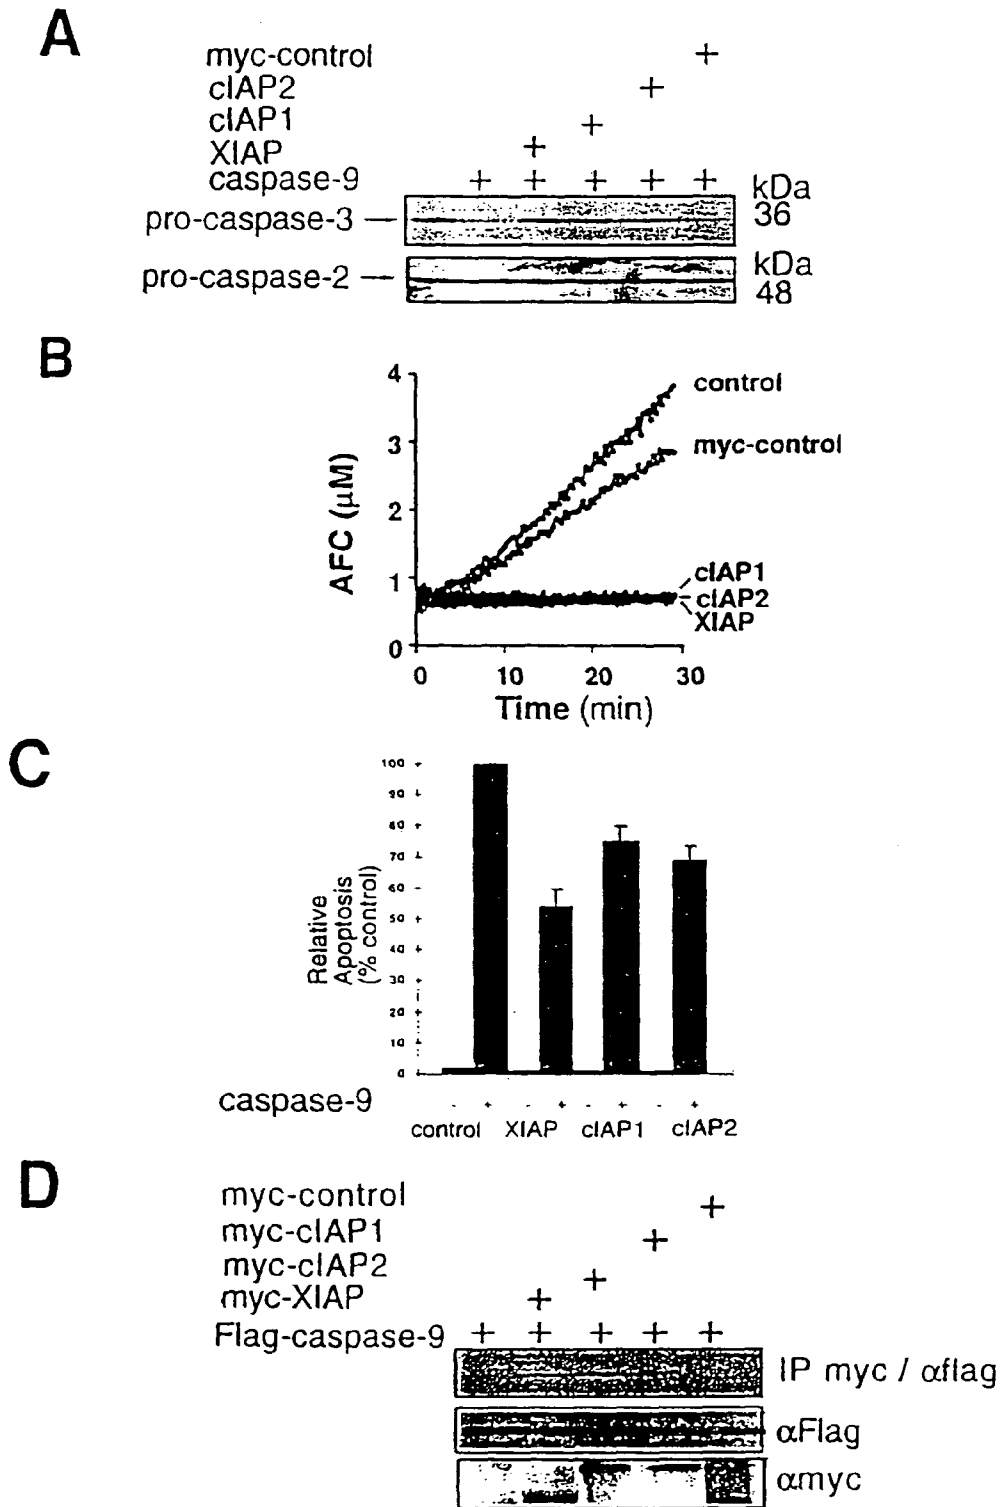 A
myc-control +
cIAP2 +
cIAP1 +
XIAP +
caspase-9 + + + + +
kDa
pro-caspase-3 36
kDa
pro-caspase-2 48
B
4
control
3
myc-control
2
AFC (μM)
1
cIAP1
cIAP2
XIAP
0
0 10 20 30
Time (min)
C
100
90
80
70
60
50
40
30
20
10
0
Relative
Apoptosis
(% control)
caspase-9 - + - + - + - +
control XIAP cIAP1 cIAP2
D
myc-control +
myc-cIAP1 +
myc-cIAP2 +
myc-XIAP +
Flag-caspase-9 + + + + +
IP myc / αflag
αFlag
αmyc